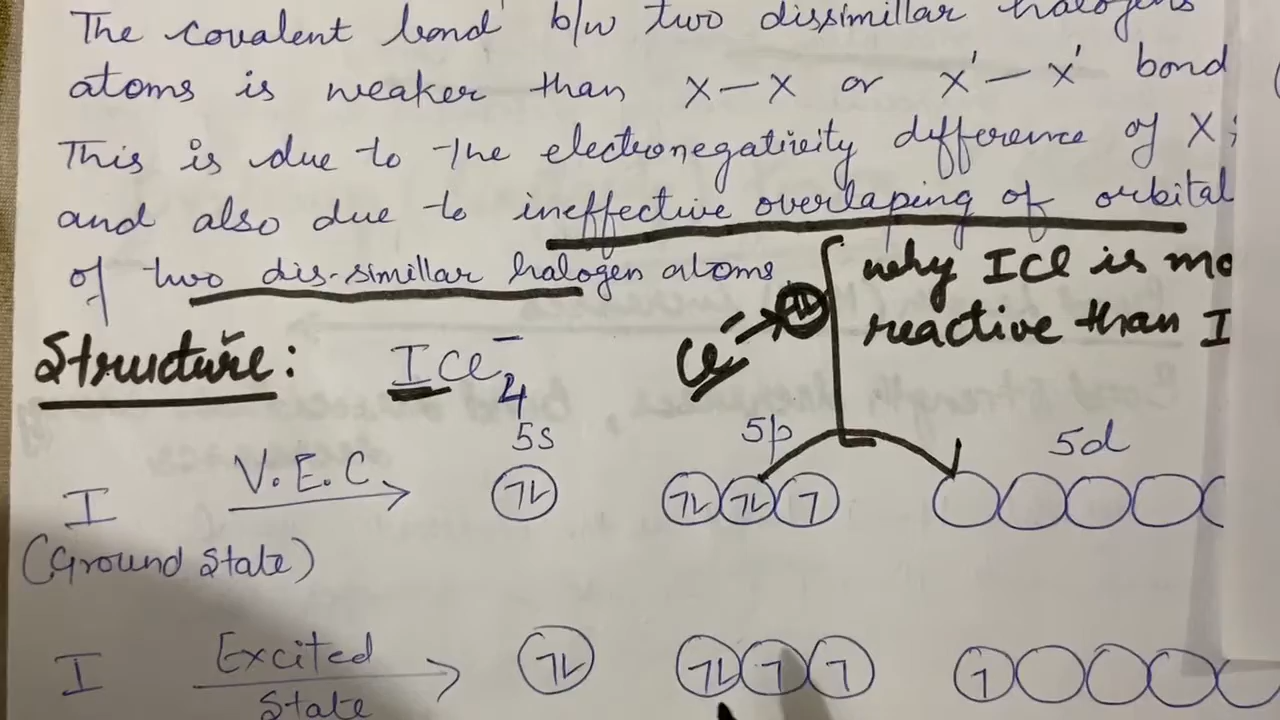 The covalent bond b/w two dissimillar halogens
atoms is weaker than X-X or X'-X' bond
This is due to the electronegativity difference of X
and also due to ineffective overlaping of orbital
of two dis-simillar halogen atoms
why ICl is mo
reactive than I
Structure: ICl4-
Cl
5s 5p 5d
I V.E.C.
(Ground State)
I Excited
State